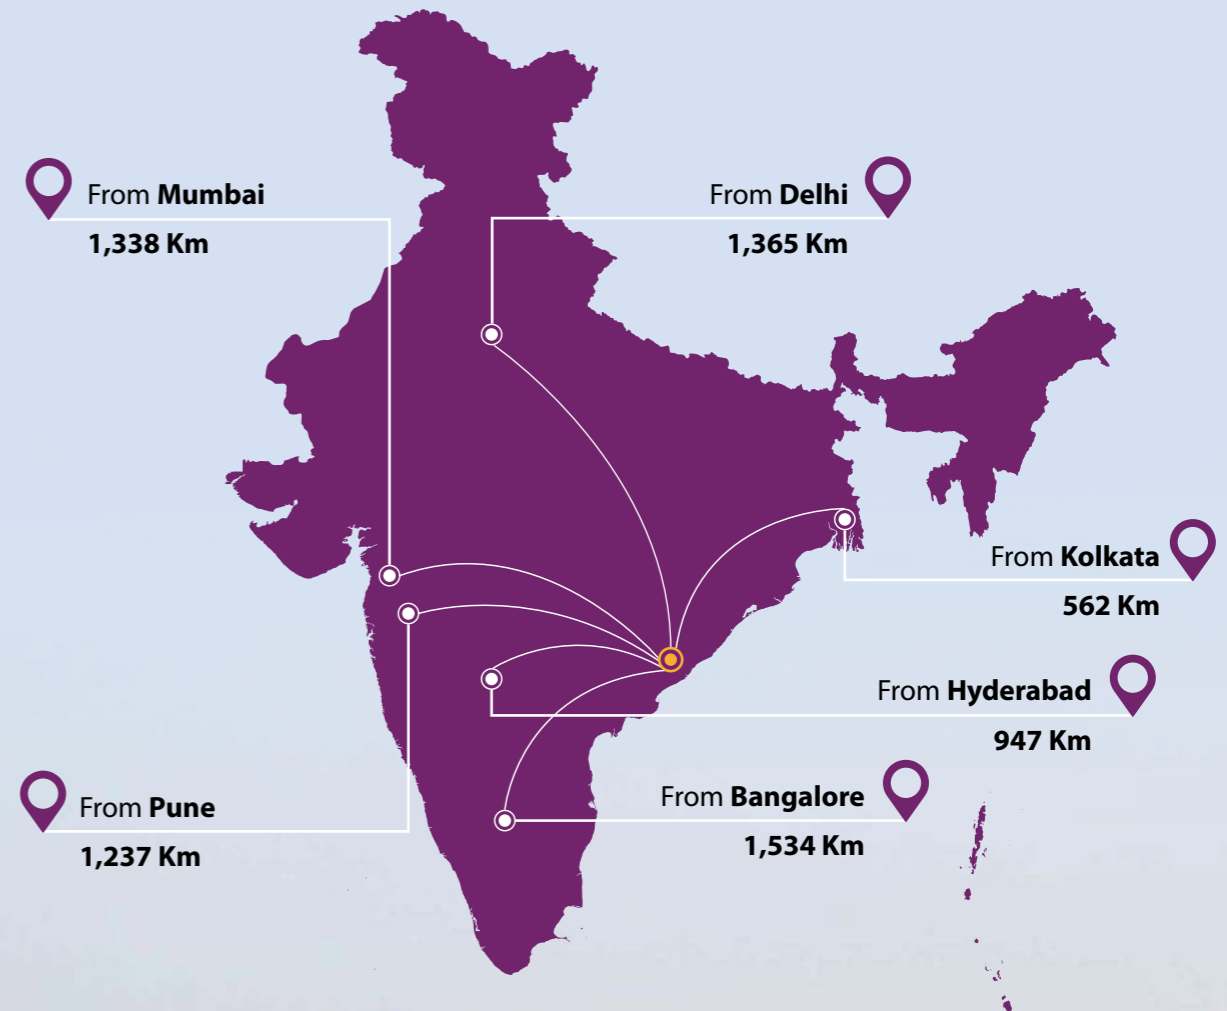 From Mumbai
1,338 Km
From Delhi
1,365 Km
From Kolkata
562 Km
From Hyderabad
947 Km
From Bangalore
1,534 Km
From Pune
1,237 Km